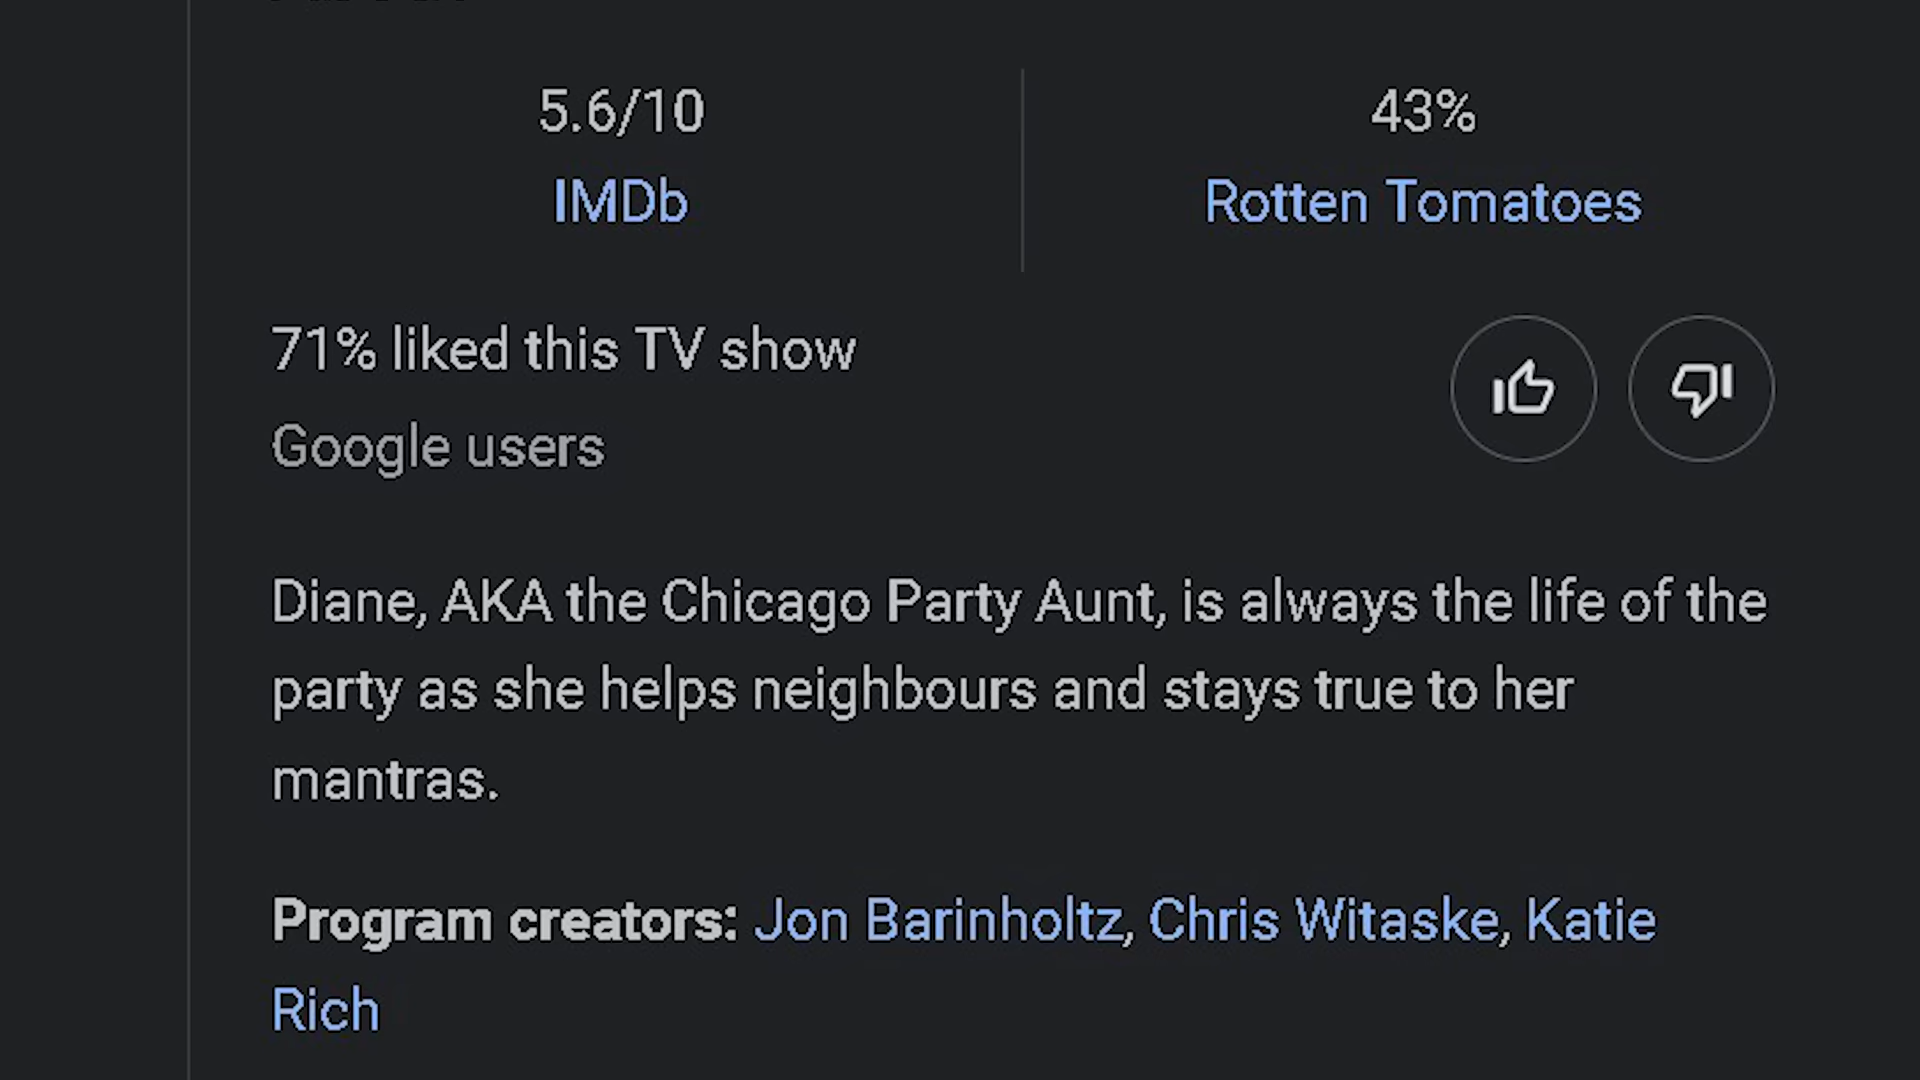 5.6/10
IMDb
43%
Rotten Tomatoes
71% liked this TV show
Google users
Diane, AKA the Chicago Party Aunt, is always the life of the
party as she helps neighbours and stays true to her
mantras.
Program creators: Jon Barinholtz, Chris Witaske, Katie
Rich